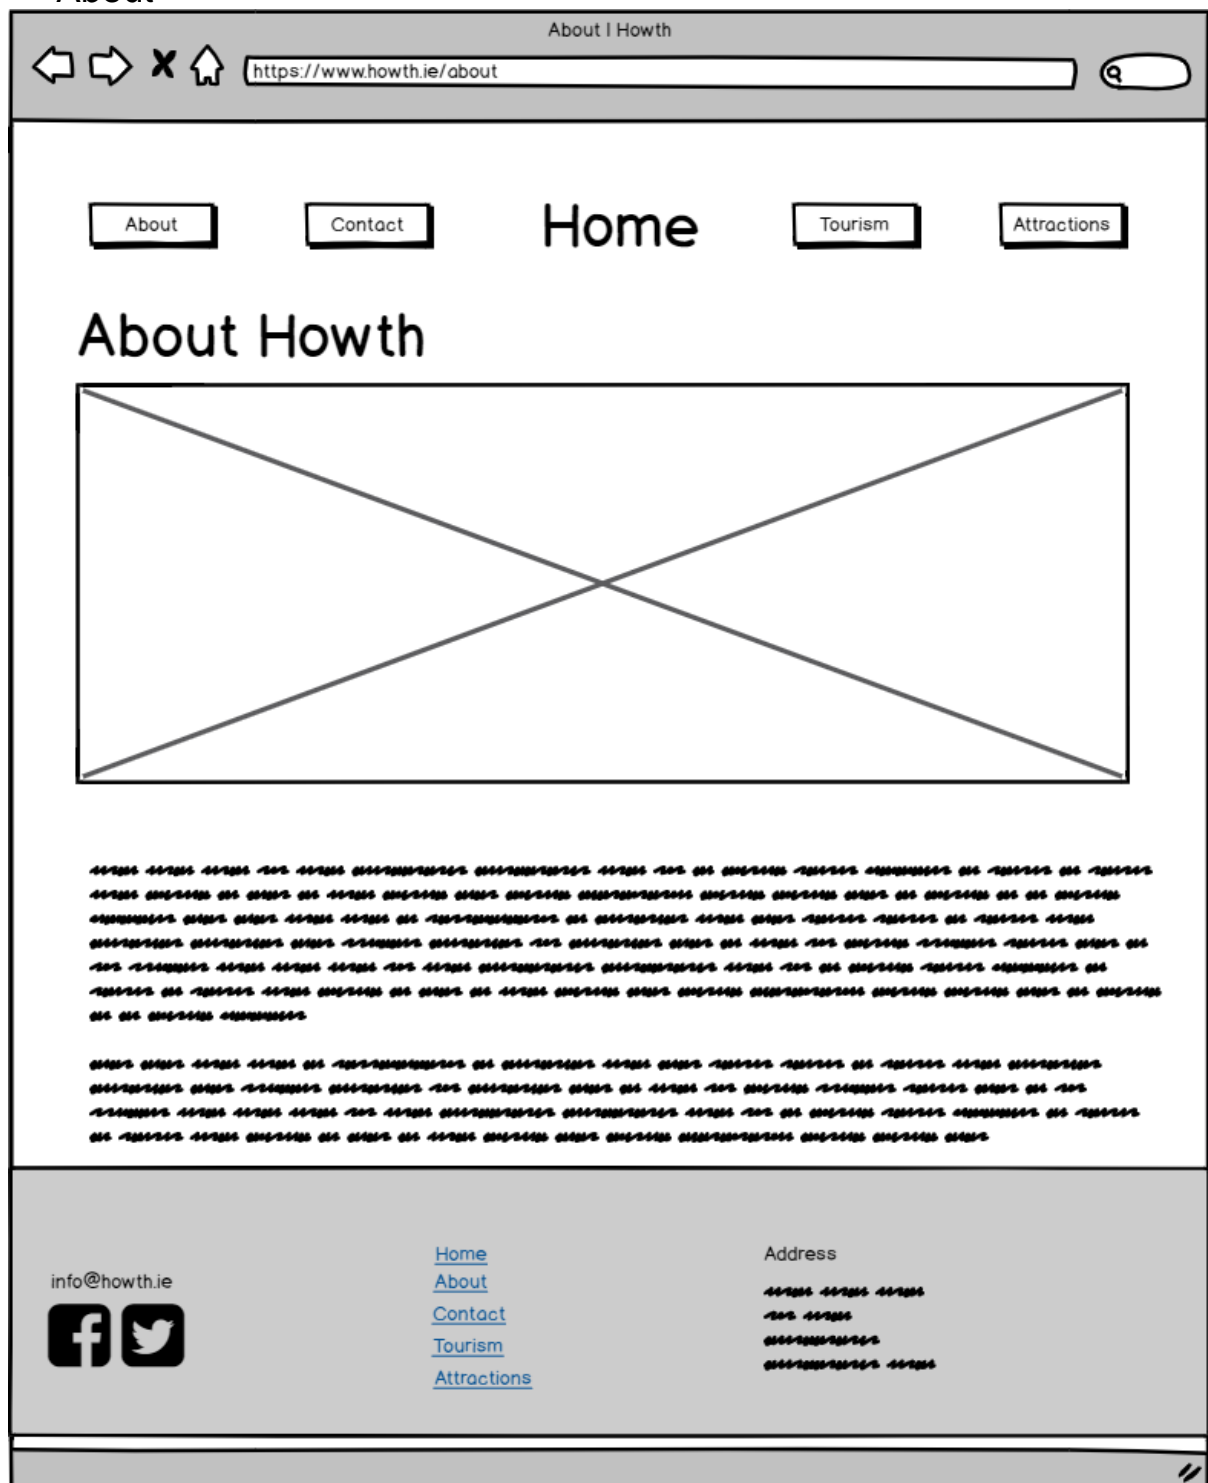 About
About | Howth
https://www.howth.ie/about
About Contact Home Tourism Attractions
About Howth
info@howth.ie
Home
About
Contact
Tourism
Attractions
Address